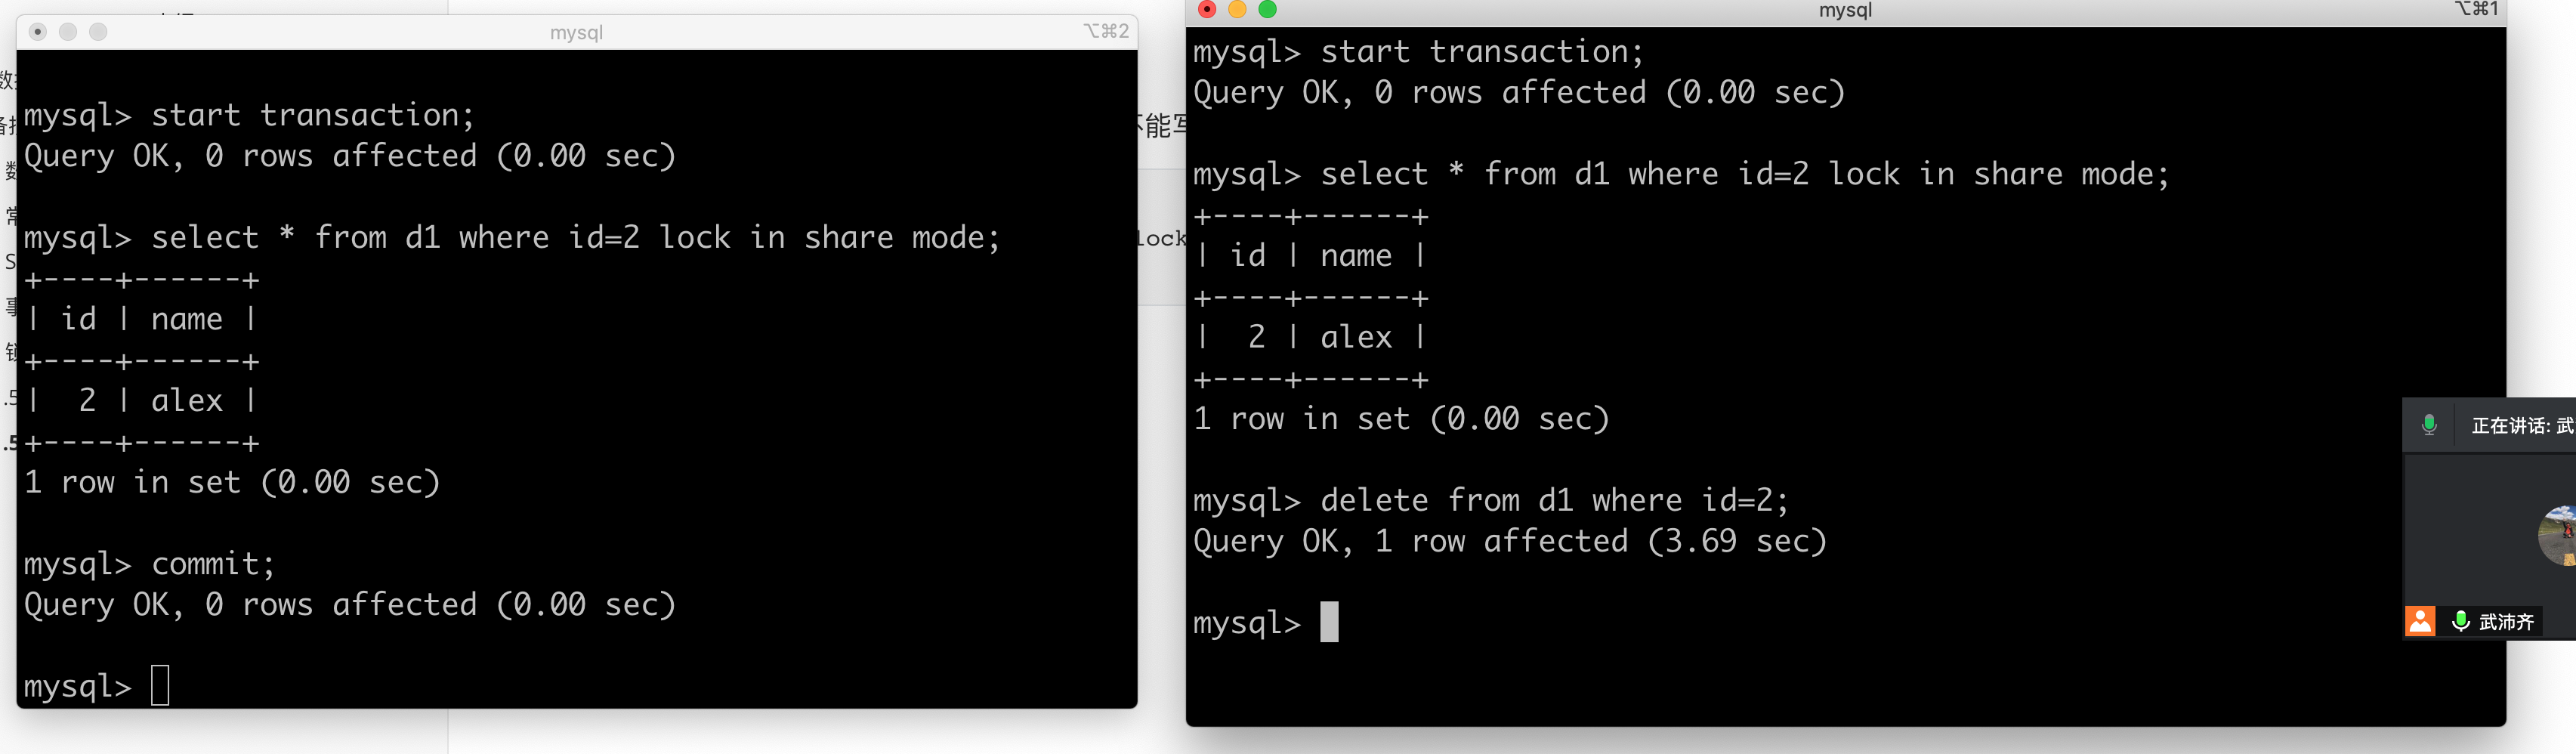 mysql
⌥⌘2
mysql> start transaction;
Query OK, 0 rows affected (0.00 sec)
mysql> select * from d1 where id=2 lock in share mode;
+----+------+
| id | name |
+----+------+
|  2 | alex |
+----+------+
1 row in set (0.00 sec)
mysql> commit;
Query OK, 0 rows affected (0.00 sec)
mysql>
不能写
lock
mysql
⌥⌘1
mysql> start transaction;
Query OK, 0 rows affected (0.00 sec)
mysql> select * from d1 where id=2 lock in share mode;
+----+------+
| id | name |
+----+------+
|  2 | alex |
+----+------+
1 row in set (0.00 sec)
mysql> delete from d1 where id=2;
Query OK, 1 row affected (3.69 sec)
mysql>
正在讲话: 武
武沛齐